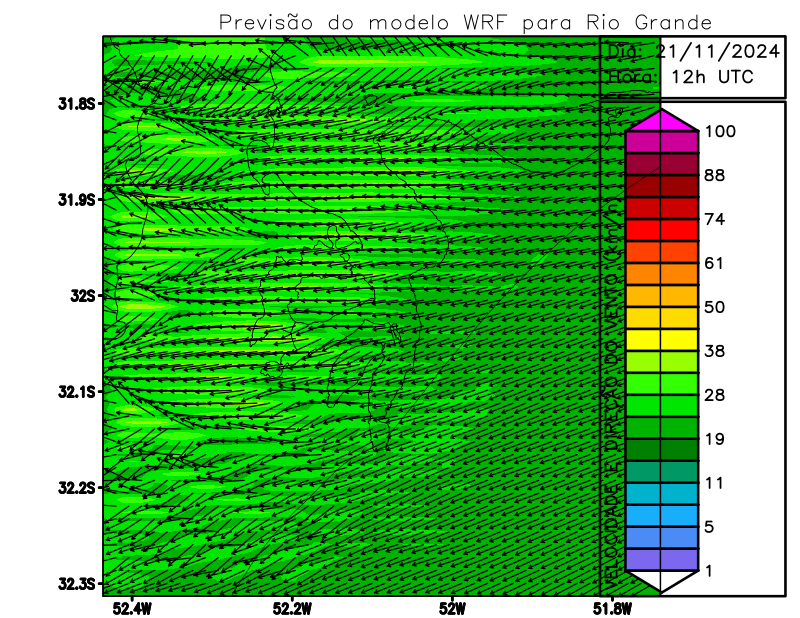 Previsão do modelo WRF para Rio Grande
Dia: 21/11/2024
Hora: 12h UTC
31.8S
31.9S
32S
32.1S
32.2S
32.3S
52.4W
52.2W
52W
51.8W
VELOCIDADE E DIREÇÃO DO VENTO (km/h)
100
88
74
61
50
38
28
19
11
5
1